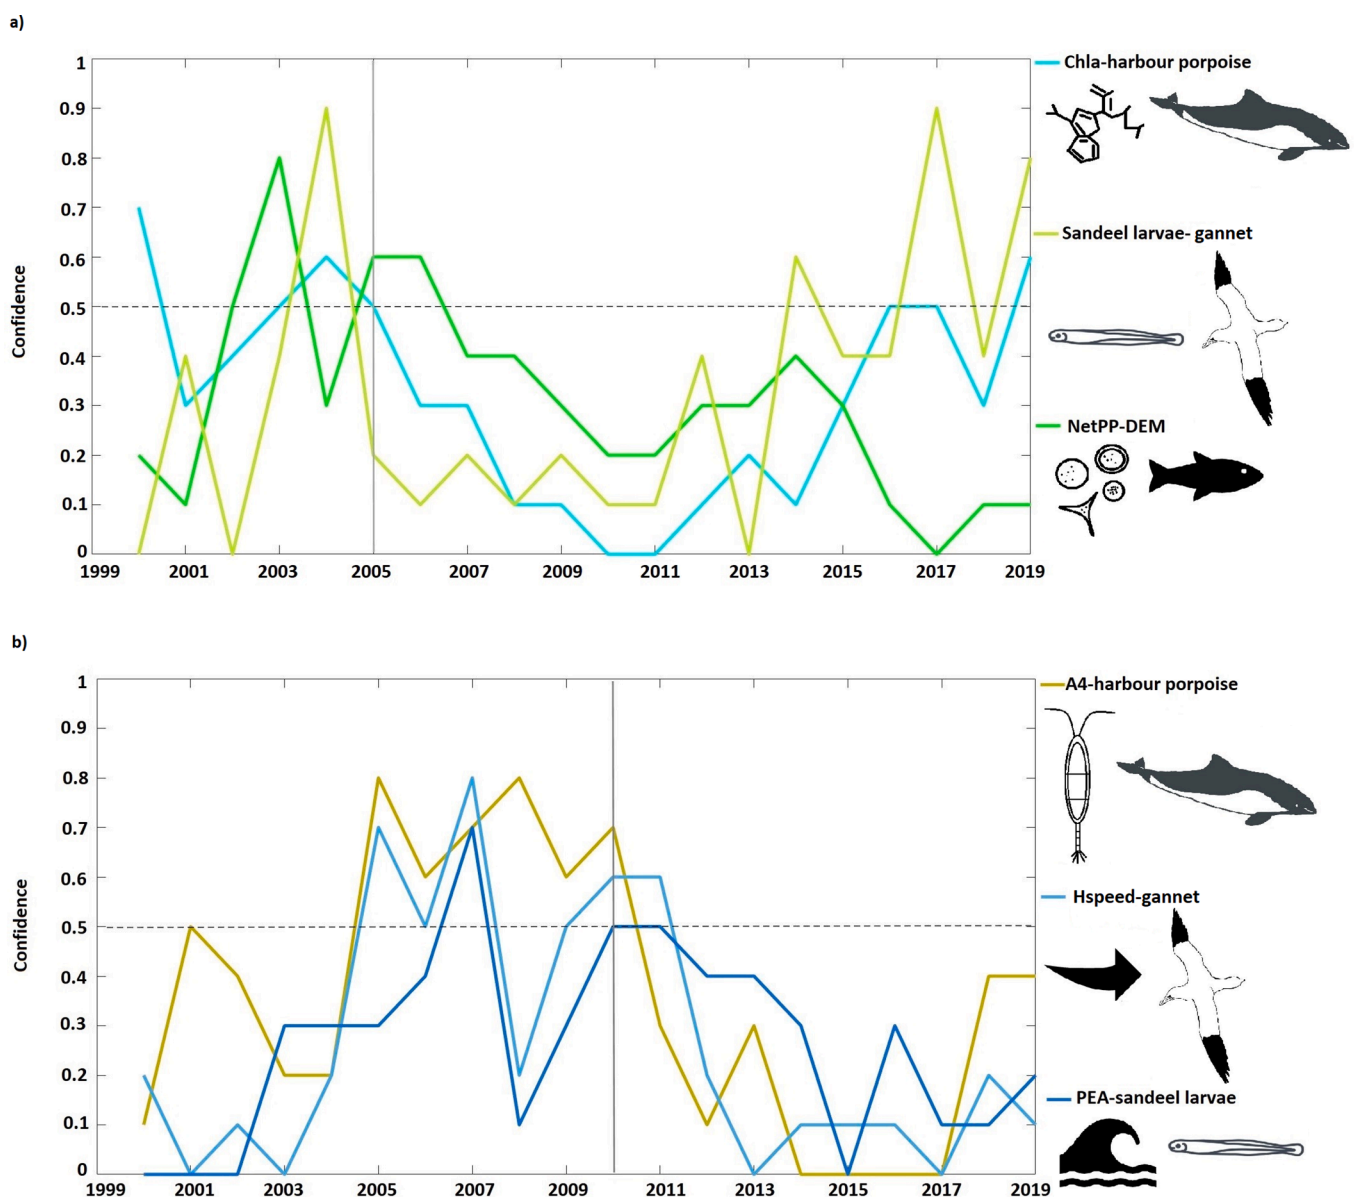 a)
1
0.9
0.8
0.7
0.6
0.5
0.4
0.3
0.2
0.1
0
Confidence
1999 2001 2003 2005 2007 2009 2011 2013 2015 2017 2019
Chla-harbour porpoise
Sandeel larvae- gannet
NetPP-DEM
b)
1
0.9
0.8
0.7
0.6
0.5
0.4
0.3
0.2
0.1
0
Confidence
1999 2001 2003 2005 2007 2009 2011 2013 2015 2017 2019
A4-harbour porpoise
Hspeed-gannet
PEA-sandeel larvae